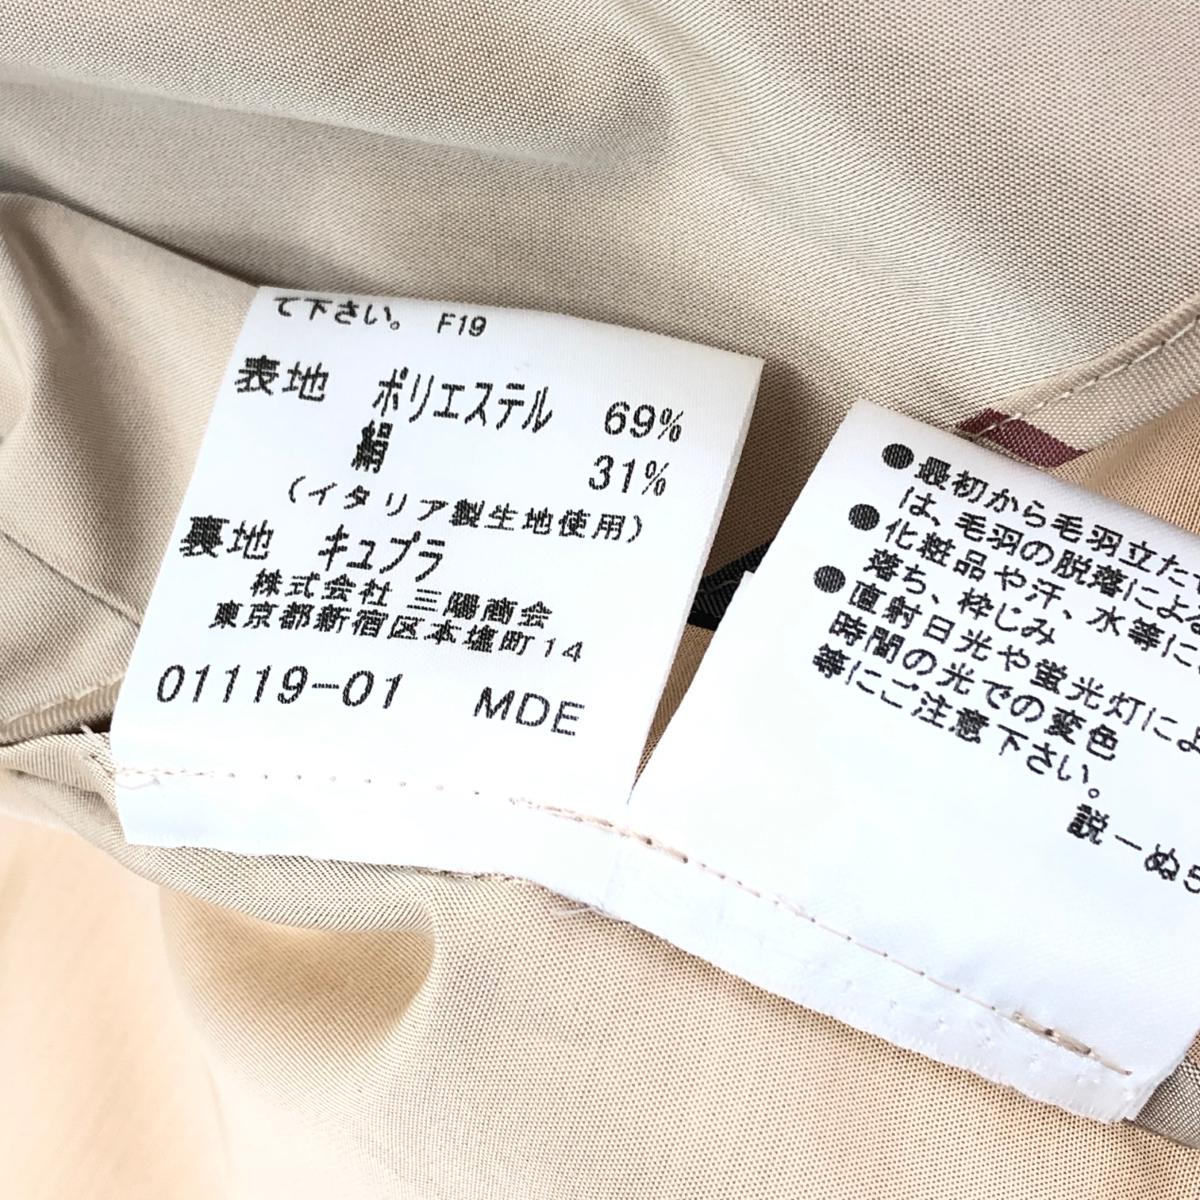 て下さい。 F19
表地 ポリエステル 69%
絹 31%
(イタリア製生地使用)
裏地 キュプラ
株式会社 三陽商会
東京都新宿区本塩町14
01119-01 MDE
●最初から毛羽立たせ
は、毛羽の脱落による
●化粧品や汗、水等に
落ち、枠じみ
●直射日光や蛍光灯によ
時間の光での変色
等にご注意下さい。
説-ぬ5